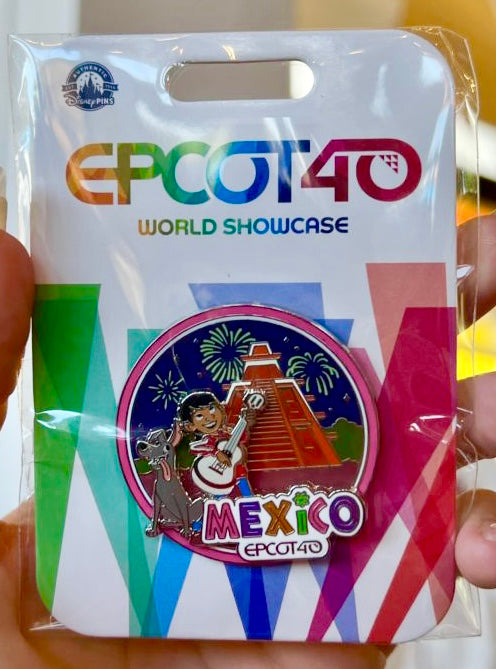 AUTHENTIC
Disney PINS
EPCOT40
WORLD SHOWCASE
MEXICO
EPCOT40